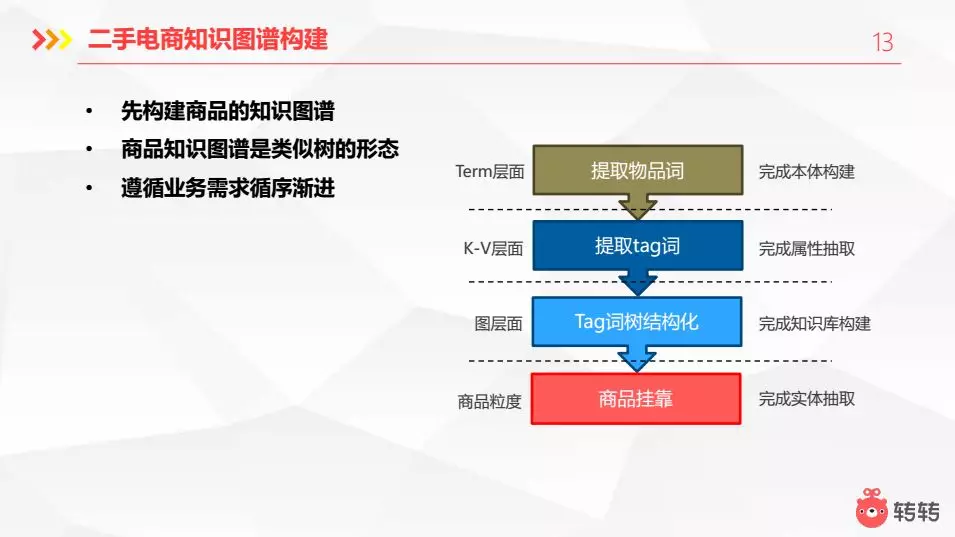 二手电商知识图谱构建
13
• 先构建商品的知识图谱
• 商品知识图谱是类似树的形态
• 遵循业务需求循序渐进
Term层面 提取物品词 完成本体构建
K-V层面 提取tag词 完成属性抽取
图层面 Tag词树结构化 完成知识库构建
商品粒度 商品挂靠 完成实体抽取
转转